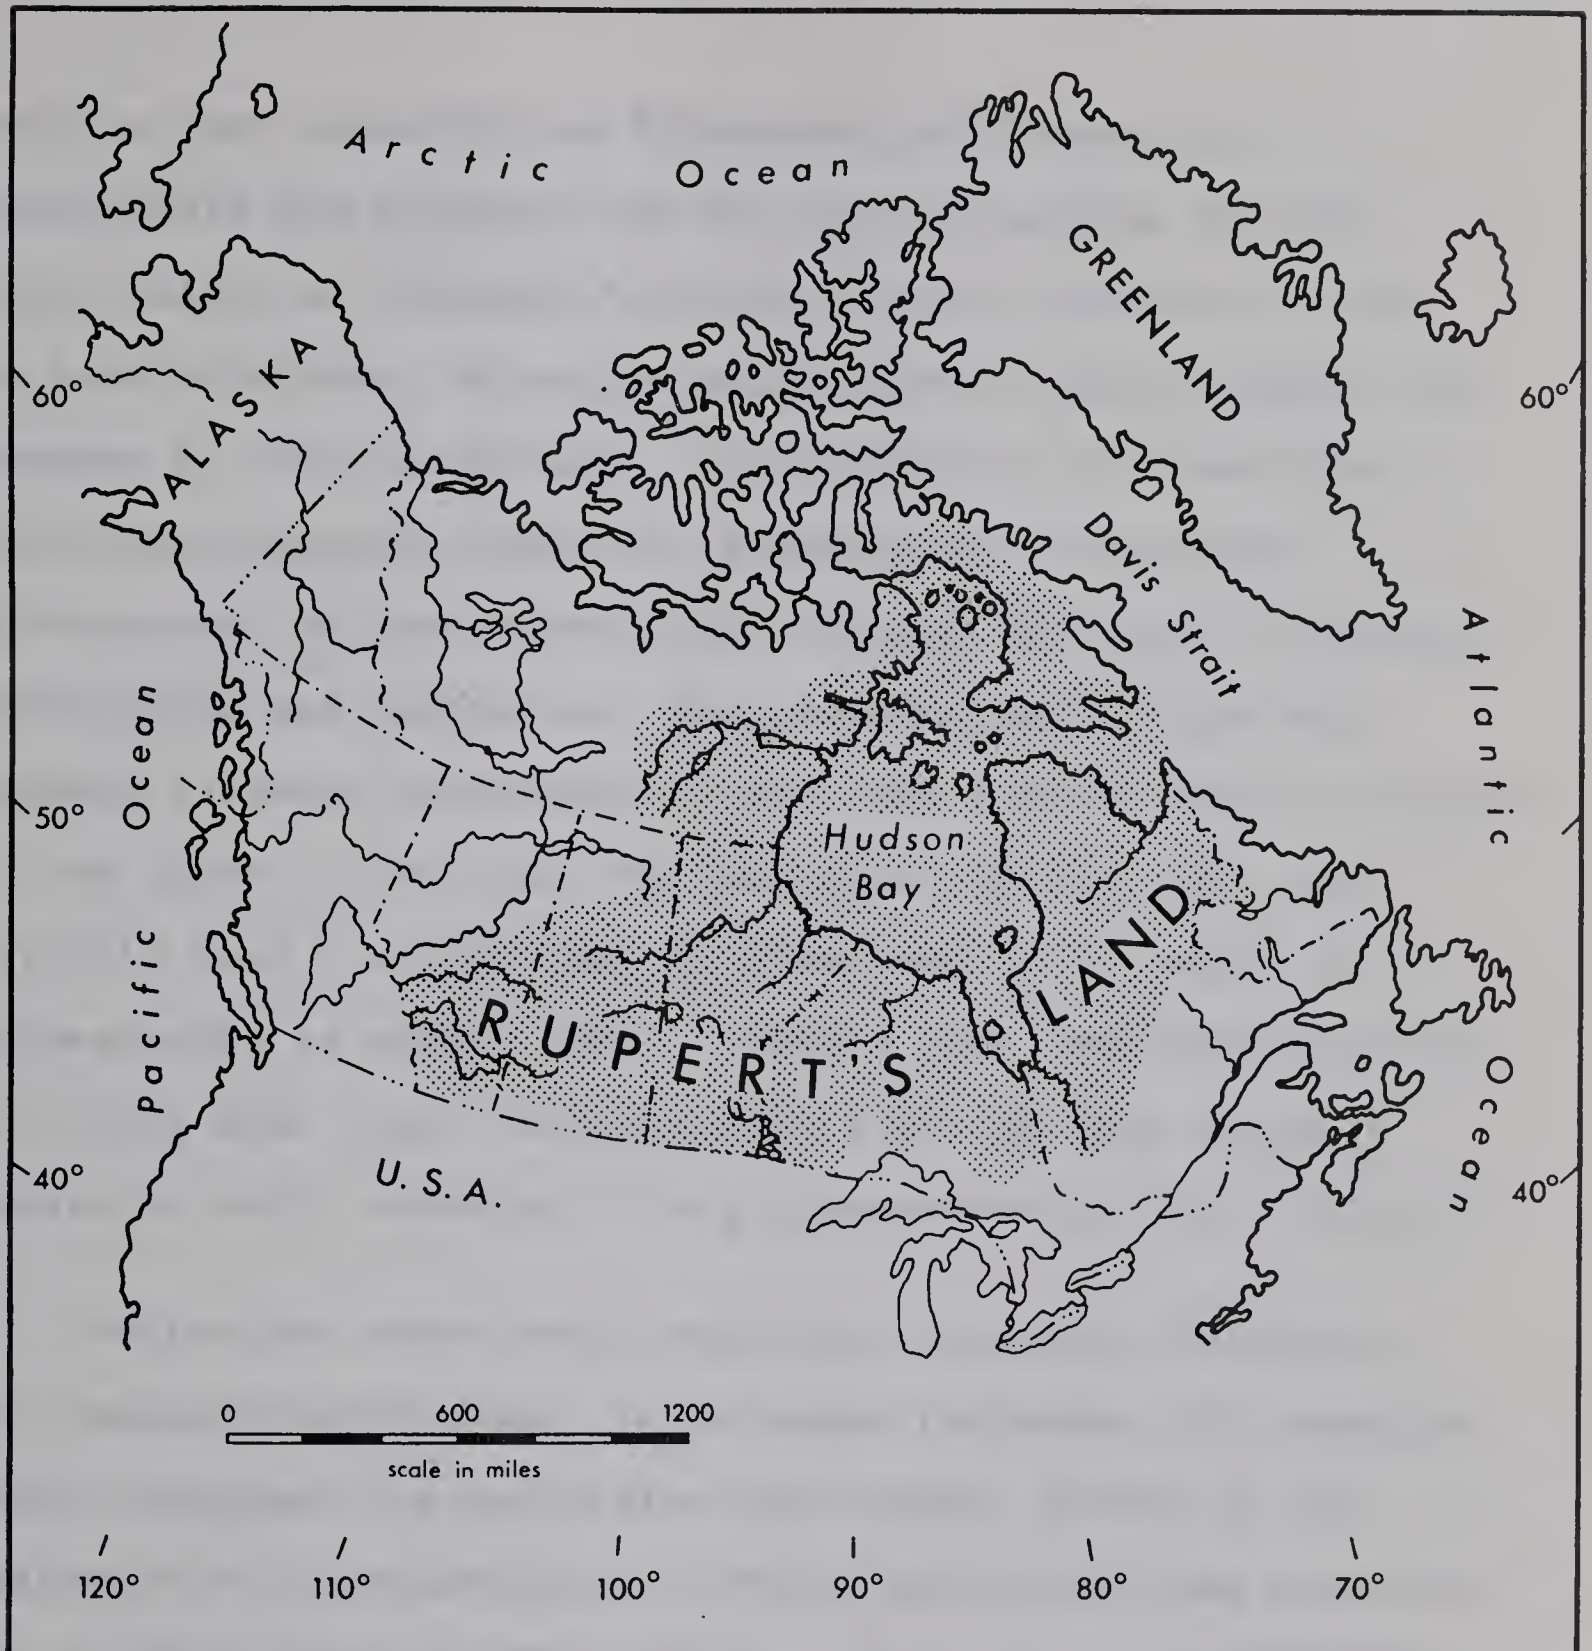 Arctic Ocean
GREENLAND
ALASKA
60°
60°
Davis Strait
Atlantic Ocean
Pacific Ocean
50°
Hudson
Bay
RUPERT'S LAND
40°
U.S.A.
40°
0 600 1200
scale in miles
120° 110° 100° 90° 80° 70°